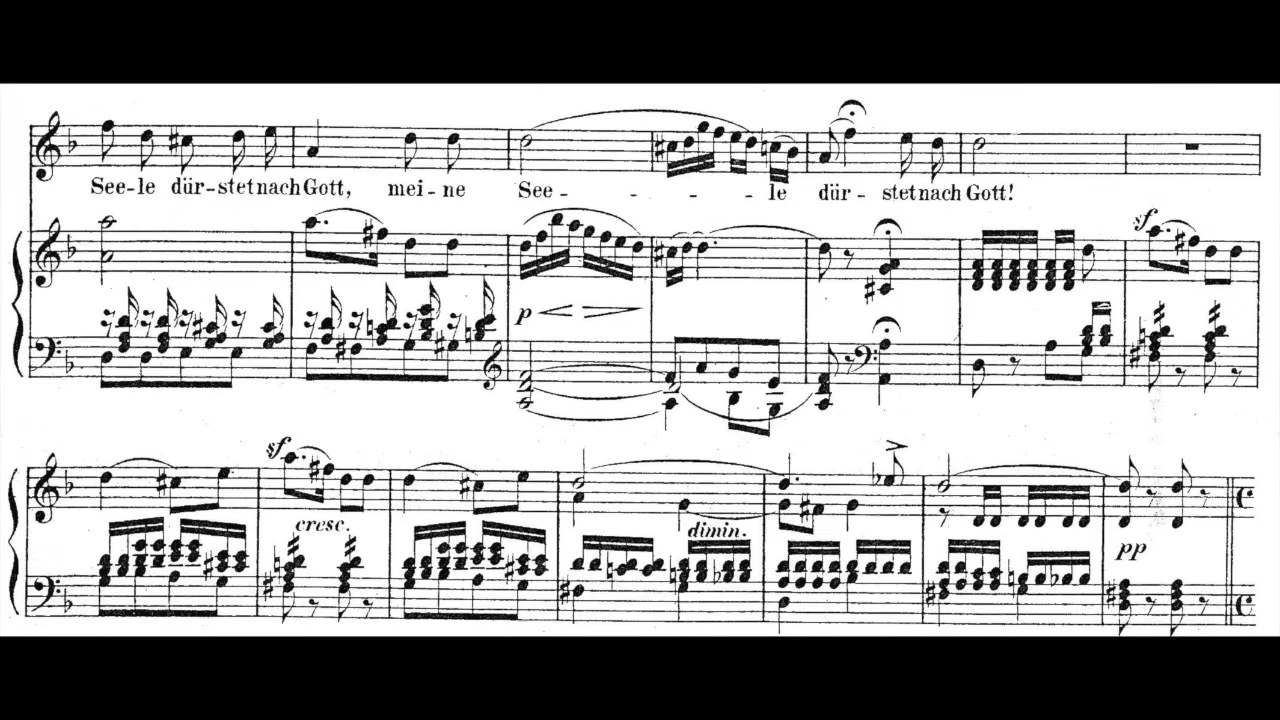 See-le dür-stet nach Gott, mei-ne See- - - - le dür-stet nach Gott!
p
sf
sf
cresc.
dimin.
pp